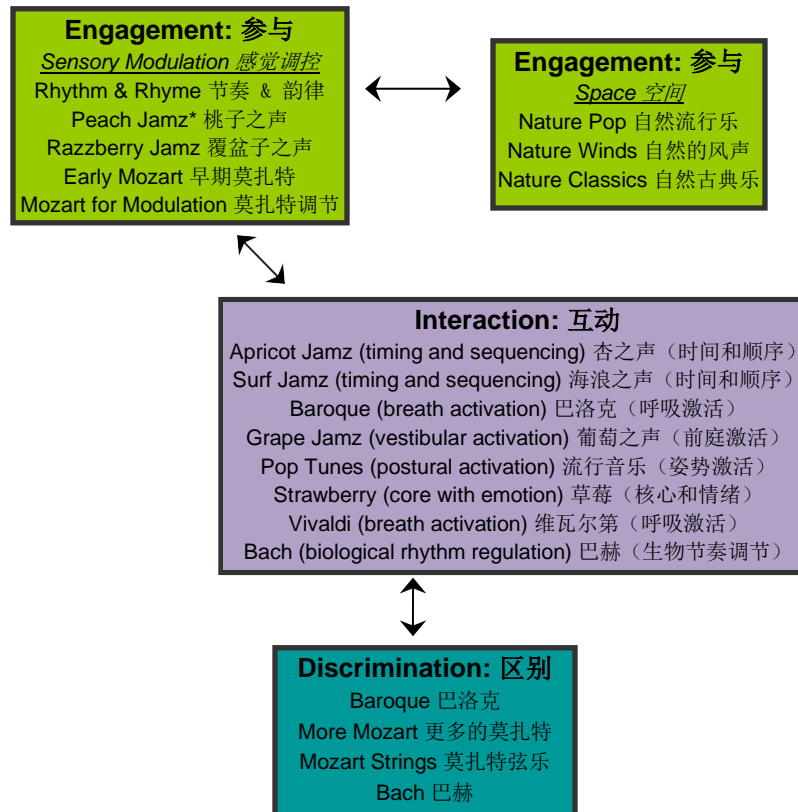 Engagement: 参与
Sensory Modulation 感觉调控
Rhythm & Rhyme 节奏 & 韵律
Peach Jamz* 桃子之声
Razzberry Jamz 覆盆子之声
Early Mozart 早期莫扎特
Mozart for Modulation 莫扎特调节
Engagement: 参与
Space 空间
Nature Pop 自然流行乐
Nature Winds 自然的风声
Nature Classics 自然古典乐
Interaction: 互动
Apricot Jamz (timing and sequencing) 杏之声（时间和顺序）
Surf Jamz (timing and sequencing) 海浪之声（时间和顺序）
Baroque (breath activation) 巴洛克（呼吸激活）
Grape Jamz (vestibular activation) 葡萄之声（前庭激活）
Pop Tunes (postural activation) 流行音乐（姿势激活）
Strawberry (core with emotion) 草莓（核心和情绪）
Vivaldi (breath activation) 维瓦尔第（呼吸激活）
Bach (biological rhythm regulation) 巴赫（生物节奏调节）
Discrimination: 区别
Baroque 巴洛克
More Mozart 更多的莫扎特
Mozart Strings 莫扎特弦乐
Bach 巴赫